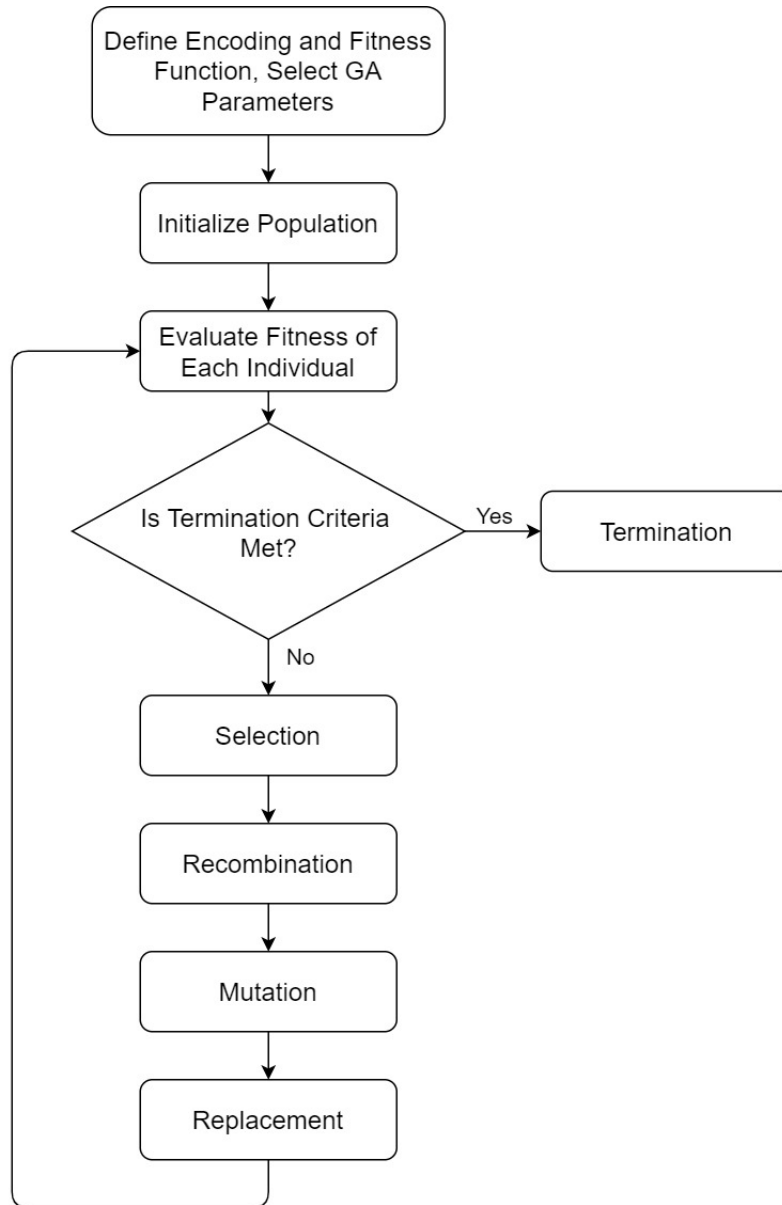 Define Encoding and Fitness
Function, Select GA
Parameters
Initialize Population
Evaluate Fitness of
Each Individual
Is Termination Criteria
Met?
Yes
Termination
No
Selection
Recombination
Mutation
Replacement